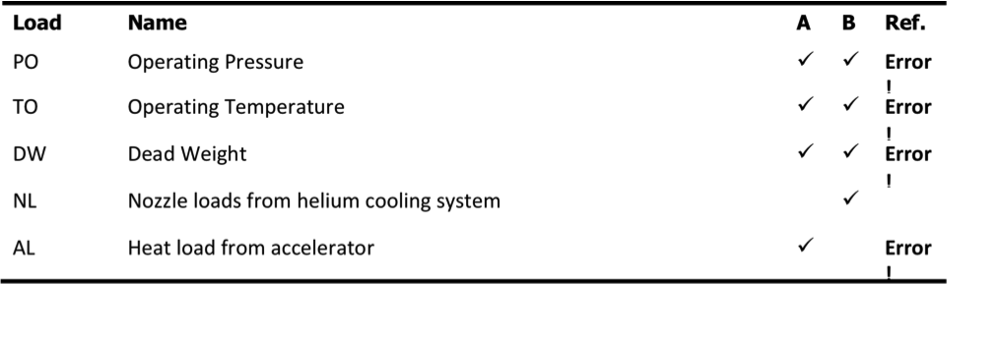 Load Name A B Ref.
PO Operating Pressure ✓ ✓ Error
!
TO Operating Temperature ✓ ✓ Error
!
DW Dead Weight ✓ ✓ Error
!
NL Nozzle loads from helium cooling system ✓
AL Heat load from accelerator ✓ Error
!